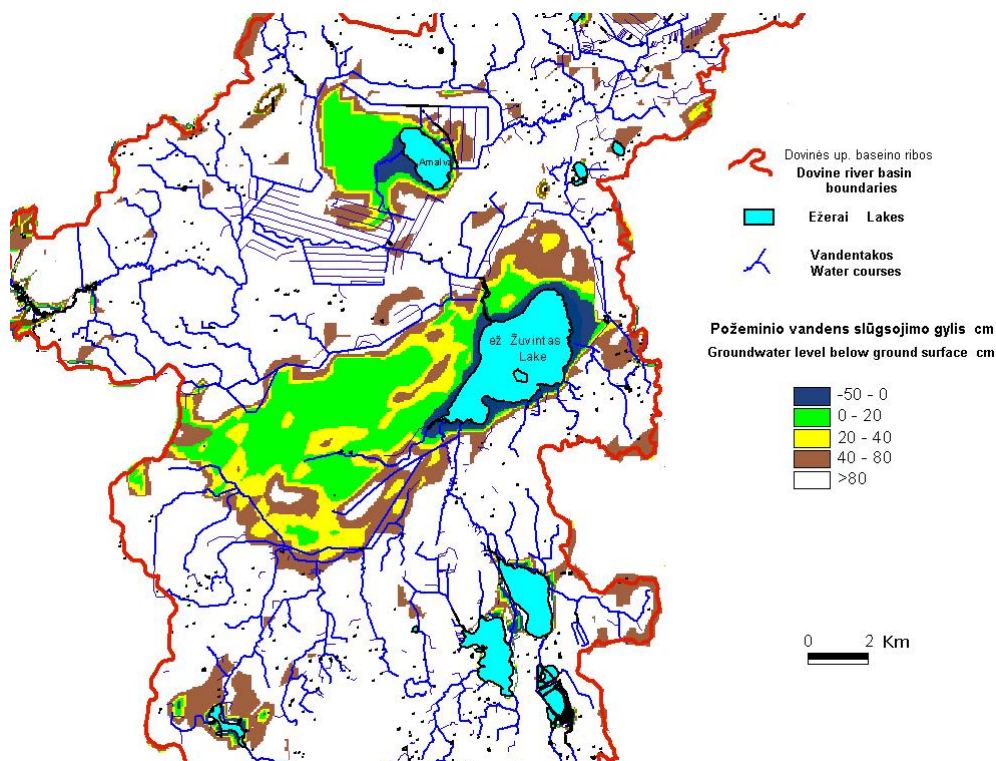 Amalva
ež Žuvintas
Lake
Dovinės up. baseino ribos
Dovine river basin
boundaries
Ežerai Lakes
Vandentakos
Water courses
Požeminio vandens slūgsojimo gylis cm
Groundwater level below ground surface cm
-50 - 0
0 - 20
20 - 40
40 - 80
>80
0 2 Km